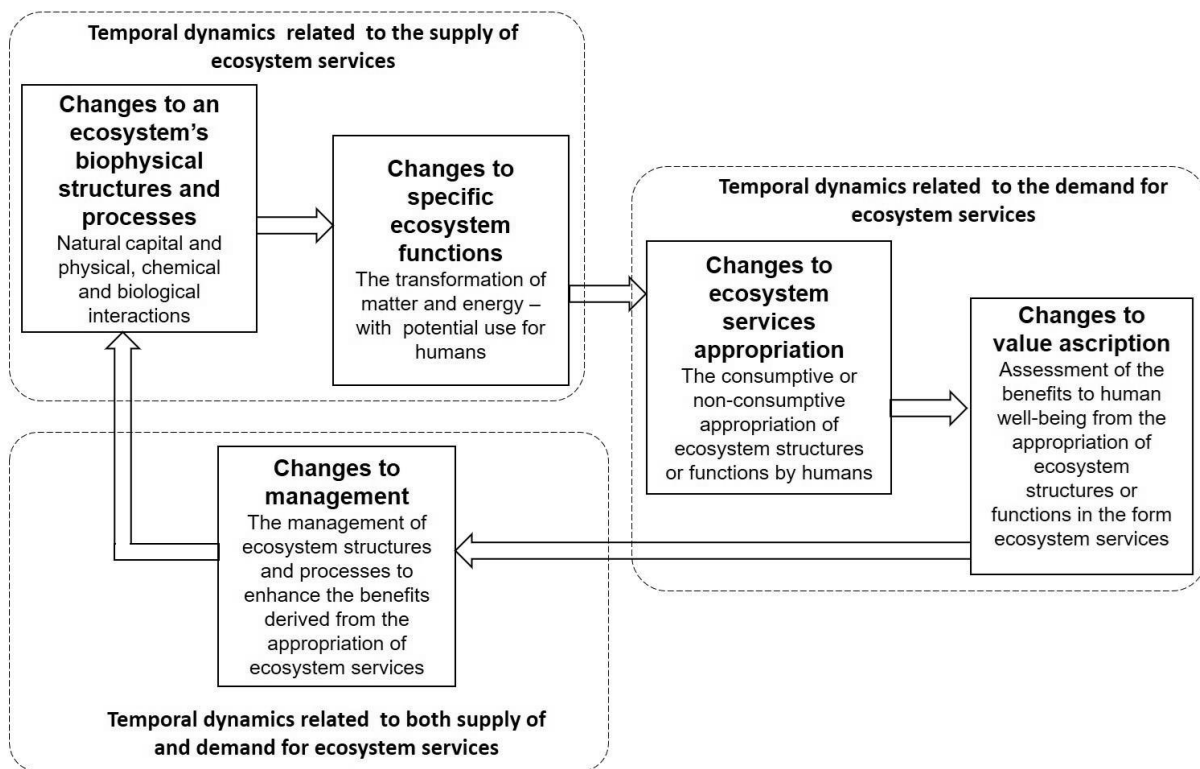 Temporal dynamics related to the supply of
ecosystem services
Changes to an
ecosystem's
biophysical
structures and
processes
Natural capital and
physical, chemical
and biological
interactions
Changes to
specific
ecosystem
functions
The transformation of
matter and energy –
with potential use for
humans
Temporal dynamics related to the demand for
ecosystem services
Changes to
ecosystem
services
appropriation
The consumptive or
non-consumptive
appropriation of
ecosystem structures
or functions by humans
Changes to
value ascription
Assessment of the
benefits to human
well-being from the
appropriation of
ecosystem
structures or
functions in the form
ecosystem services
Changes to
management
The management of
ecosystem structures
and processes to
enhance the benefits
derived from the
appropriation of
ecosystem services
Temporal dynamics related to both supply of
and demand for ecosystem services